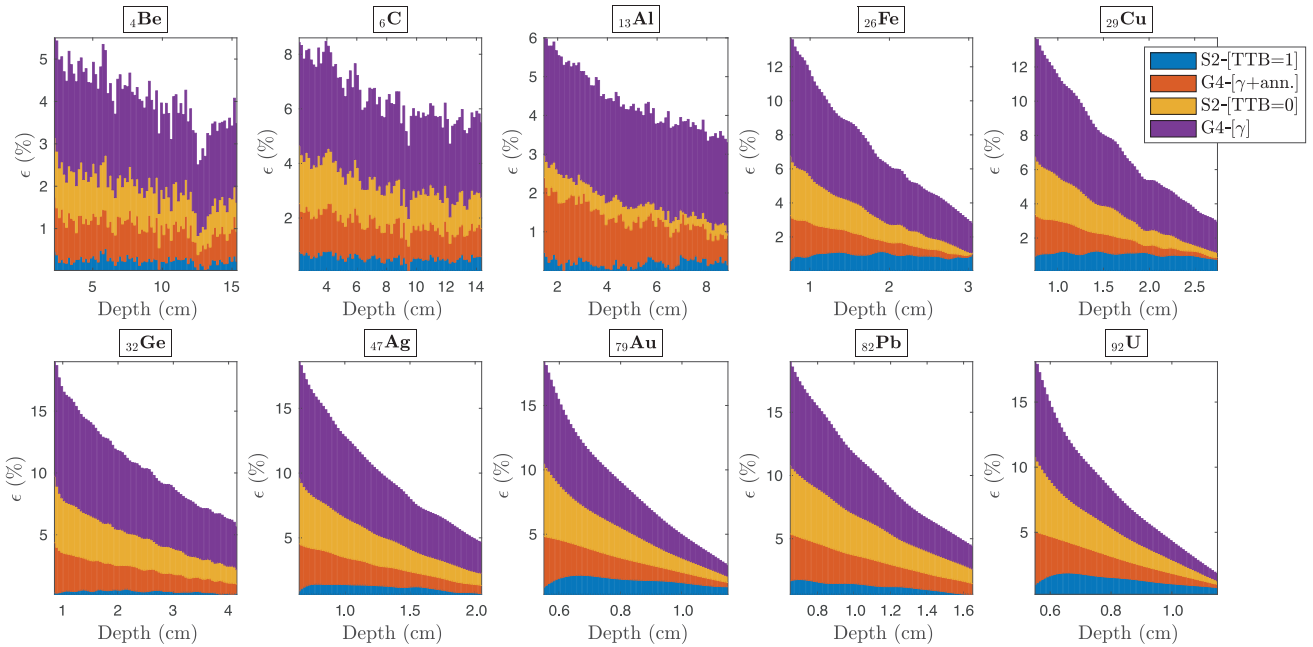 ₄Be
₆C
₁₃Al
₂₆Fe
₂₉Cu
S2-[TTB=1]
G4-[γ+ann.]
S2-[TTB=0]
G4-[γ]
ϵ (%)
5
4
3
2
1
5 10 15
Depth (cm)
ϵ (%)
8
6
4
2
4 6 8 10 12 14
Depth (cm)
ϵ (%)
6
5
4
3
2
1
2 4 6 8
Depth (cm)
ϵ (%)
12
10
8
6
4
2
1 2 3
Depth (cm)
ϵ (%)
12
10
8
6
4
2
1.0 1.5 2.0 2.5
Depth (cm)
₃₂Ge
₄₇Ag
₇₉Au
₈₂Pb
₉₂U
ϵ (%)
15
10
5
1 2 3 4
Depth (cm)
ϵ (%)
15
10
5
1.0 1.5 2.0
Depth (cm)
ϵ (%)
15
10
5
0.6 0.8 1.0
Depth (cm)
ϵ (%)
15
10
5
0.8 1.0 1.2 1.4 1.6
Depth (cm)
ϵ (%)
15
10
5
0.6 0.8 1.0
Depth (cm)